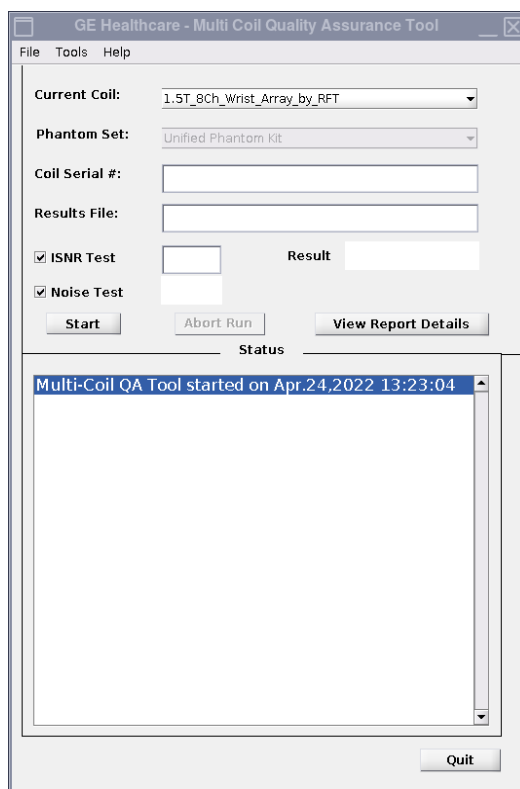 GE Healthcare - Multi Coil Quality Assurance Tool
File Tools Help
Current Coil: 1.5T_8Ch_Wrist_Array_by_RFT
Phantom Set: Unified Phantom Kit
Coil Serial #:
Results File:
ISNR Test Result
Noise Test
Start Abort Run View Report Details
Status
Multi-Coil QA Tool started on Apr.24,2022 13:23:04
Quit